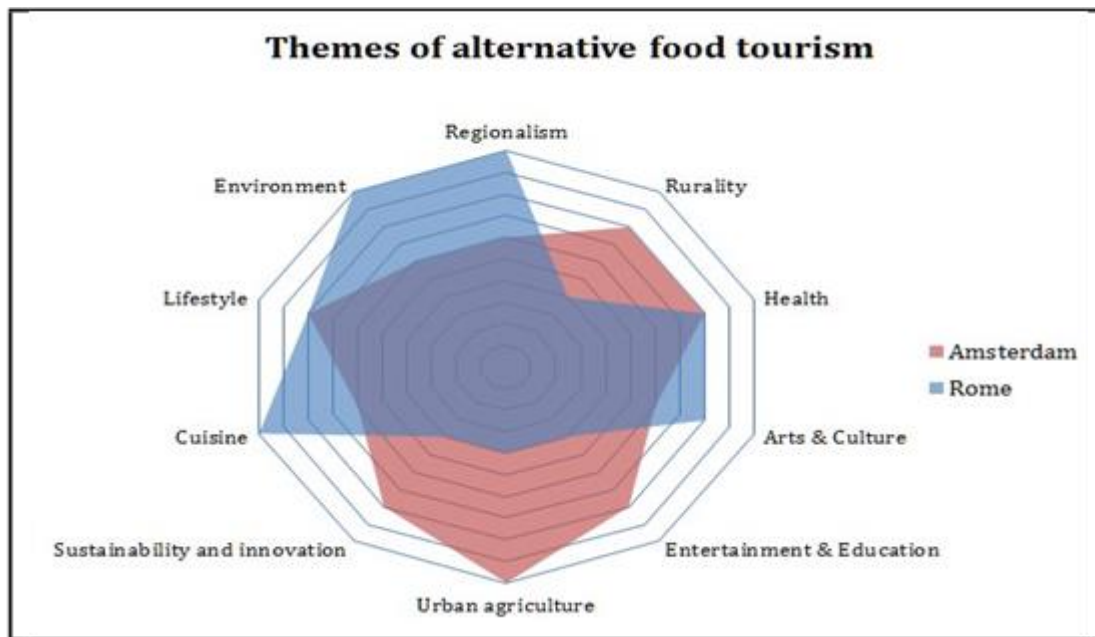 Themes of alternative food tourism
Regionalism
Environment
Rurality
Lifestyle
Health
Amsterdam
Rome
Cuisine
Arts & Culture
Sustainability and innovation
Entertainment & Education
Urban agriculture